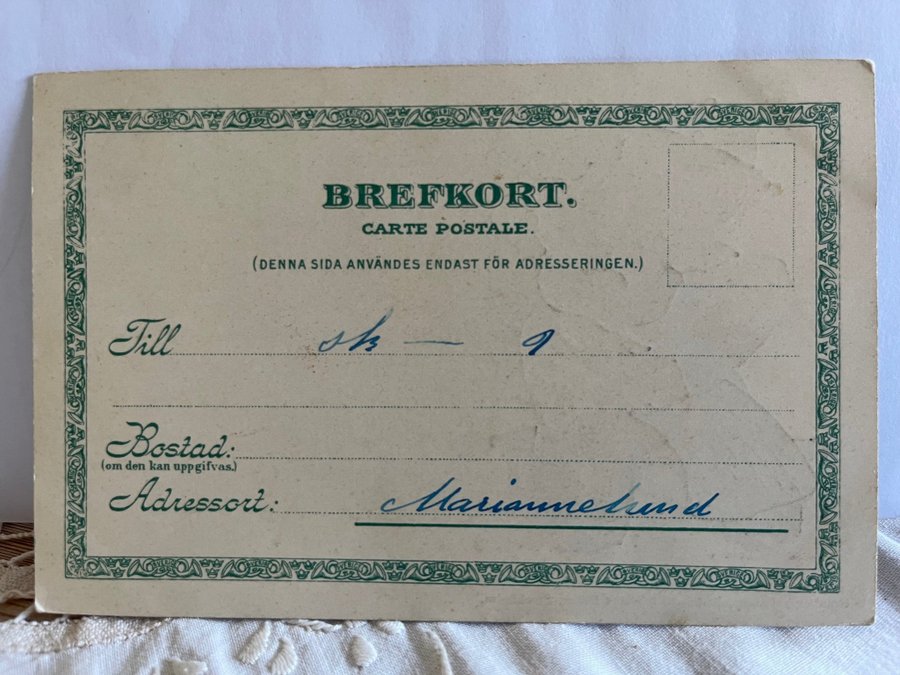 BREFKORT.
CARTE POSTALE.
(DENNA SIDA ANVÄNDES ENDAST FÖR ADRESSERINGEN.)
Till
Bostad:
(om den kan uppgifvas.)
Adressort: Mariannelund